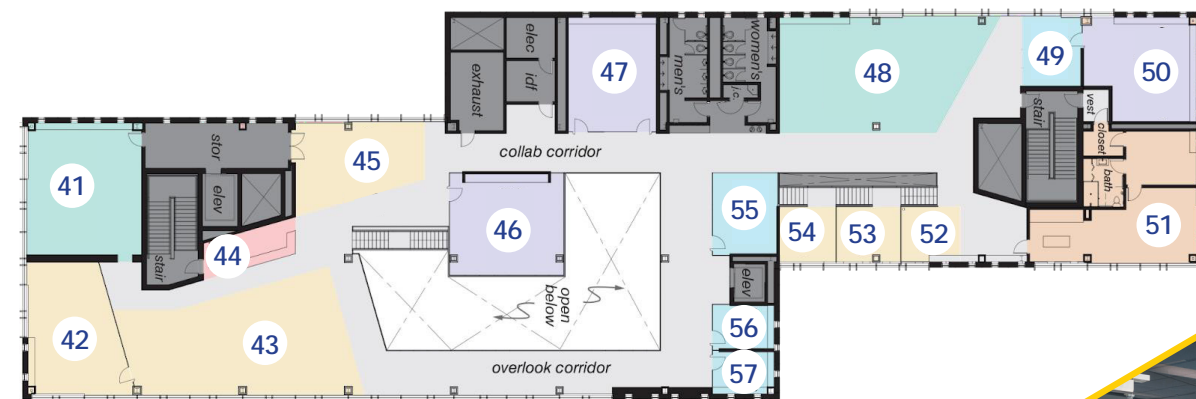 elec
idf
exhaust
47
men's
women's
j.c.
48
49
50
stair
vest
closet
bath
51
stor
41
elev
stair
44
45
collab corridor
46
open
below
55
54
53
52
elev
42
43
56
57
overlook corridor